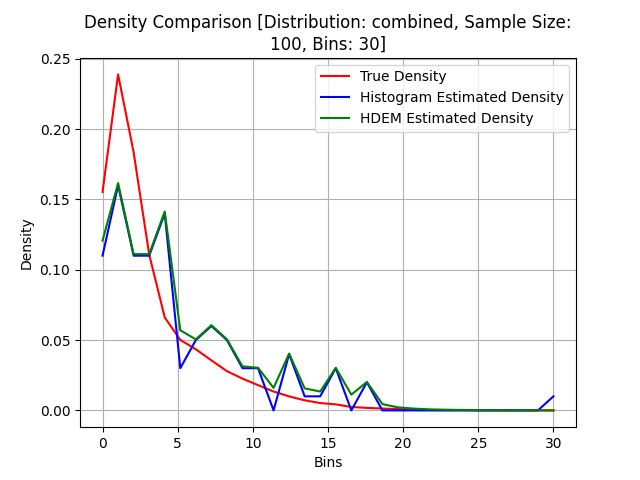 Density Comparison [Distribution: combined, Sample Size:
100, Bins: 30]
True Density
Histogram Estimated Density
HDEM Estimated Density
Density
0.25
0.20
0.15
0.10
0.05
0.00
0 5 10 15 20 25 30
Bins